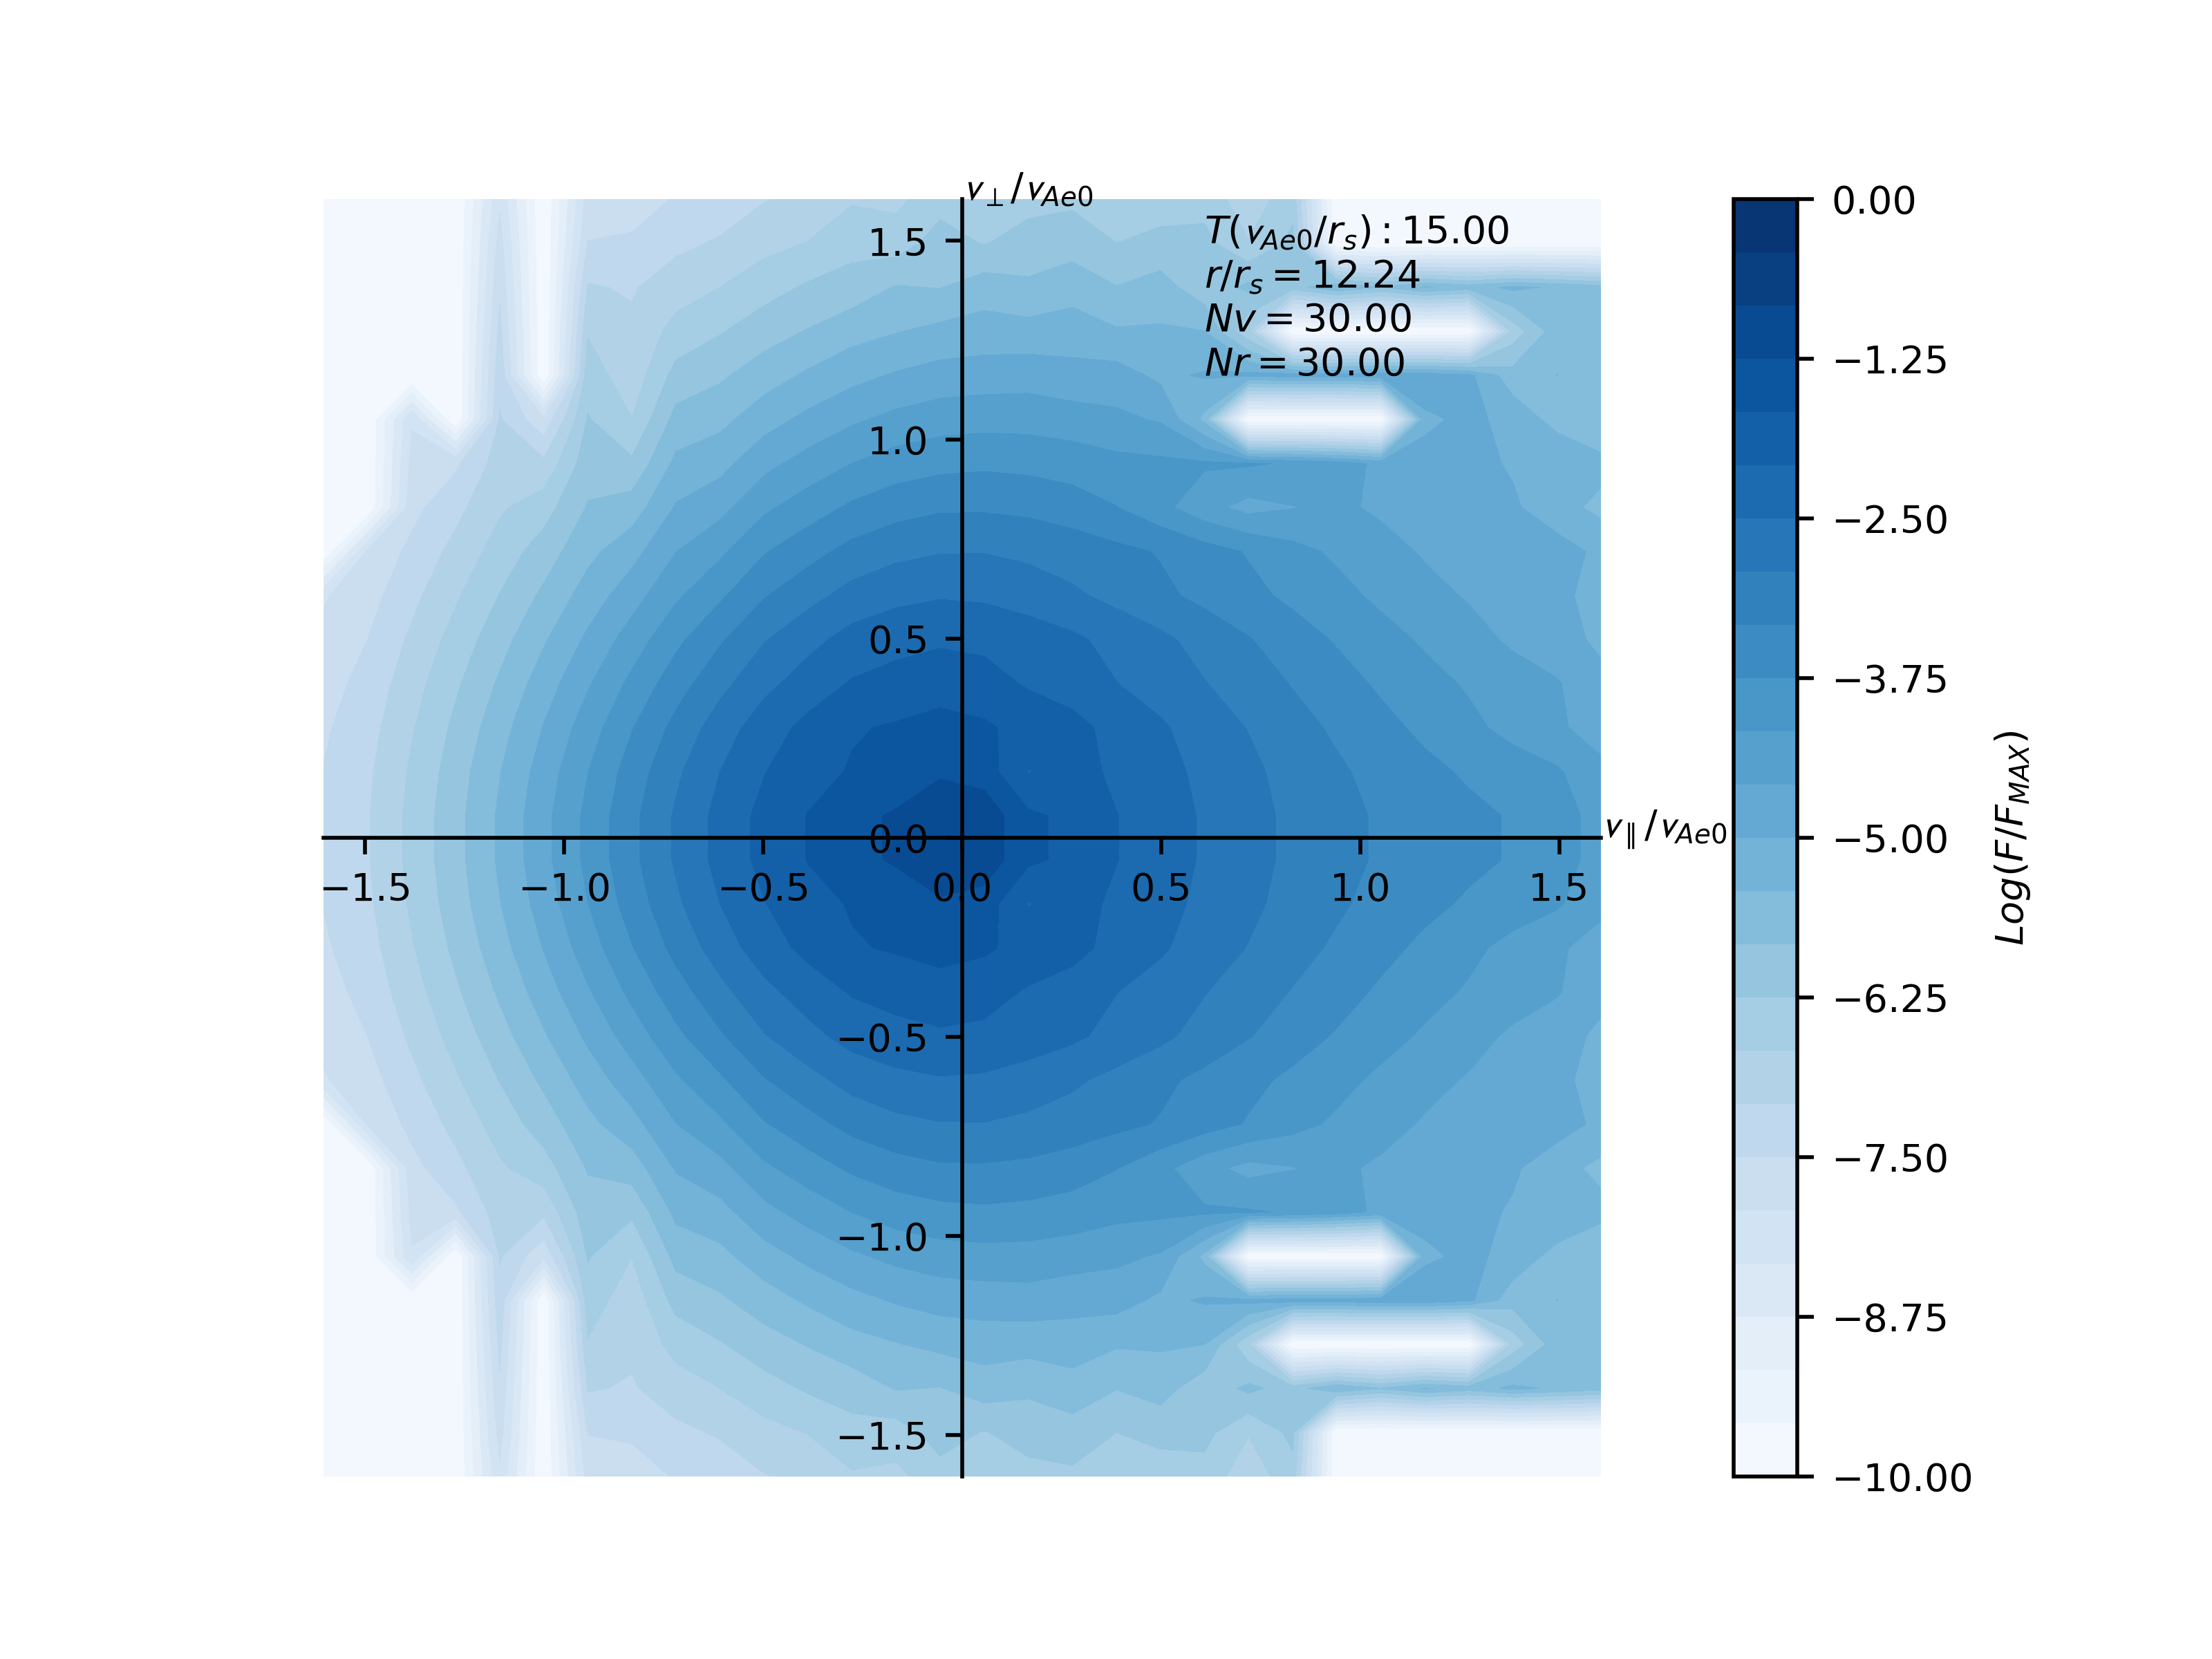 v⊥/vAe0
T(vAe0/rs) : 15.00
r/rs = 12.24
Nv = 30.00
Nr = 30.00
1.5
1.0
0.5
0.0
−0.5
−1.0
−1.5
−1.5 −1.0 −0.5 0.0 0.5 1.0 1.5
v∥/vAe0
0.00
−1.25
−2.50
−3.75
−5.00
−6.25
−7.50
−8.75
−10.00
Log(F/FMAX)